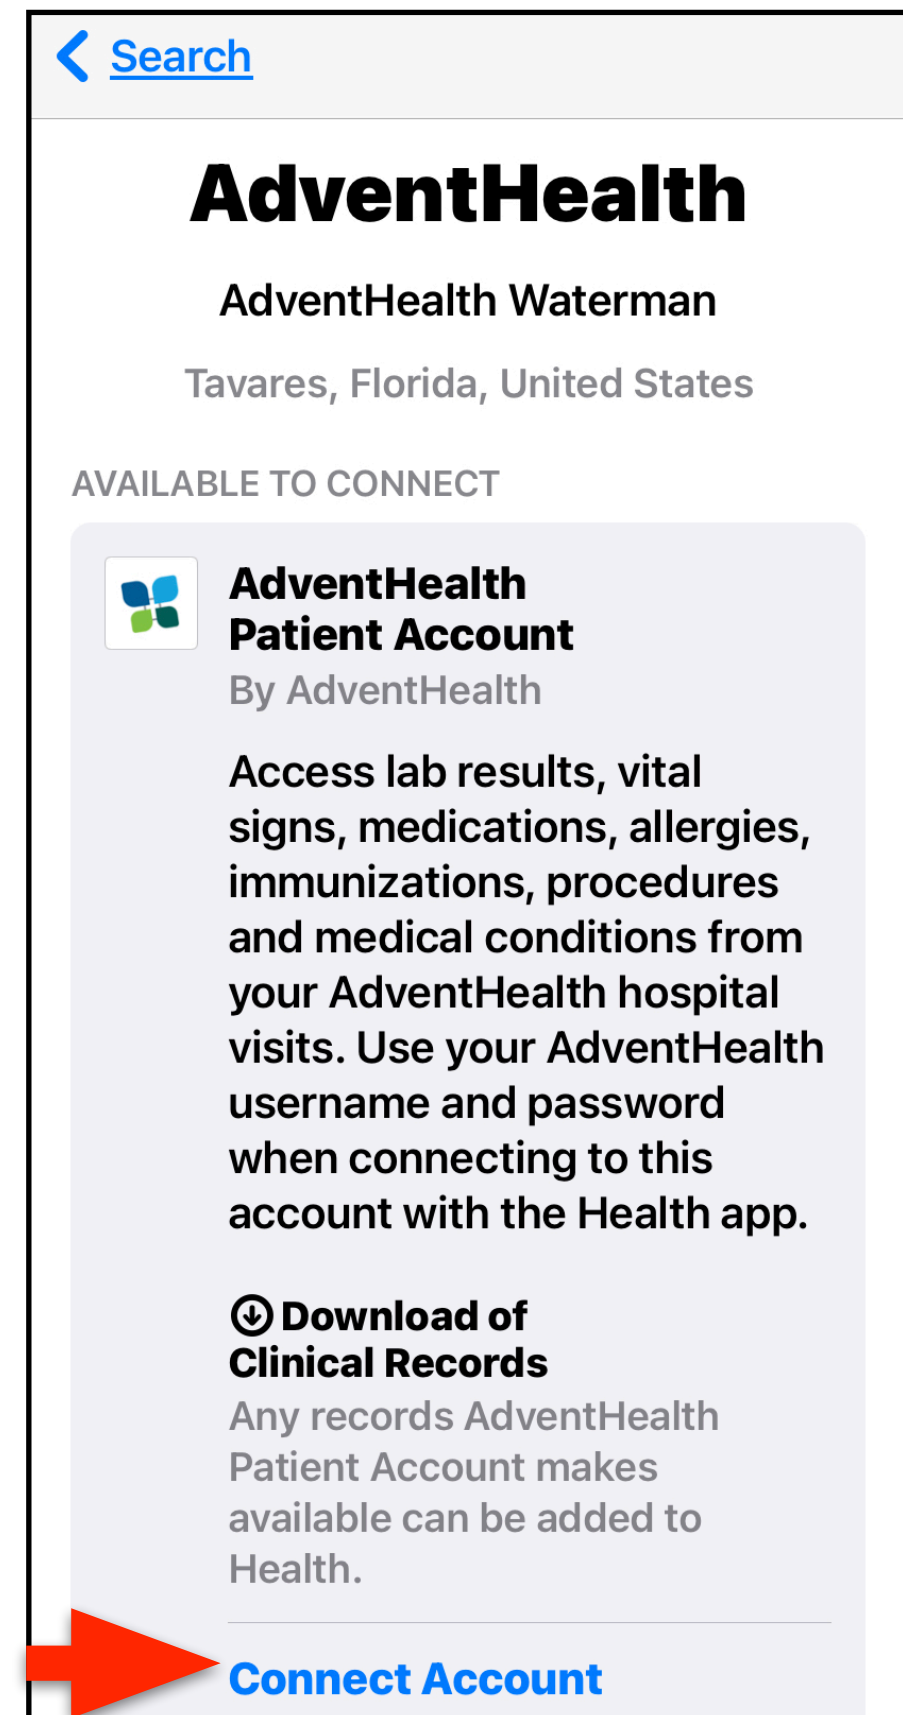 Search
AdventHealth
AdventHealth Waterman
Tavares, Florida, United States
AVAILABLE TO CONNECT
AdventHealth
Patient Account
By AdventHealth
Access lab results, vital
signs, medications, allergies,
immunizations, procedures
and medical conditions from
your AdventHealth hospital
visits. Use your AdventHealth
username and password
when connecting to this
account with the Health app.
Download of
Clinical Records
Any records AdventHealth
Patient Account makes
available can be added to
Health.
Connect Account